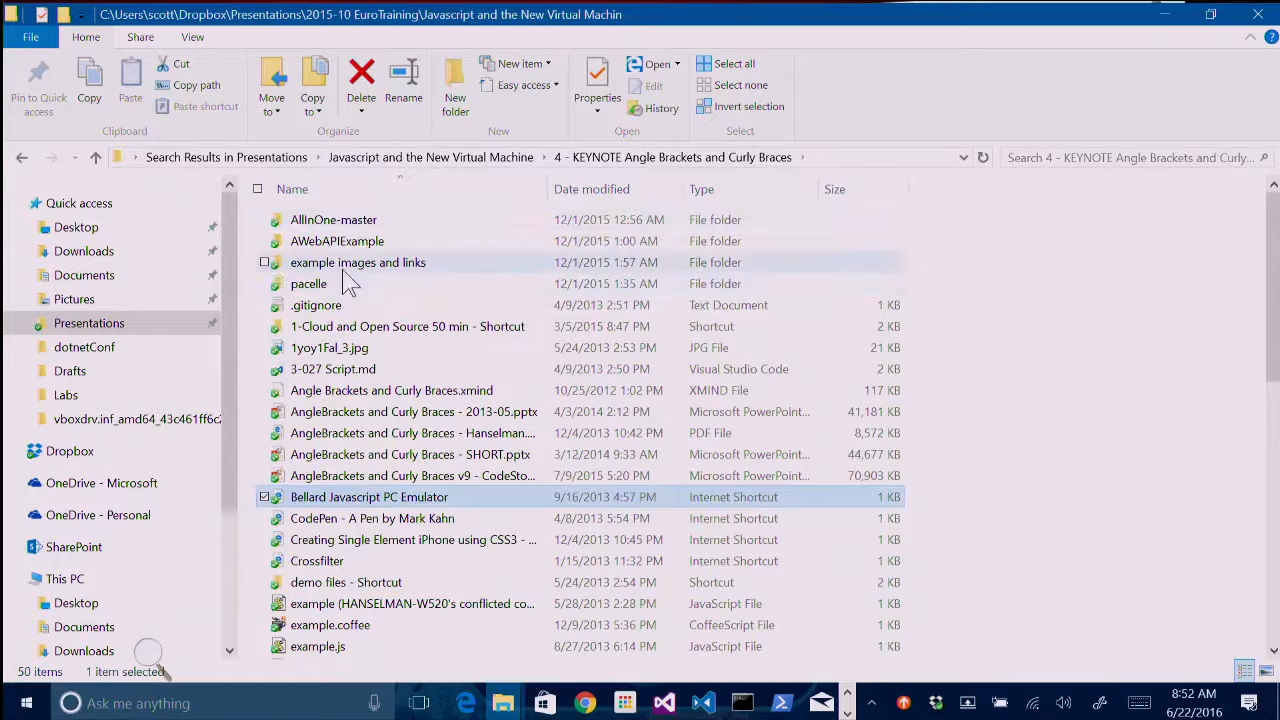 C:\Users\scott\Dropbox\Presentations\2015-10 EuroTraining\Javascript and the New Virtual Machin
File Home Share View
Pin to Quick access
Copy
Paste
Cut
Copy path
Paste shortcut
Clipboard
Move to
Copy to
Delete
Rename
Organize
New folder
New item
Easy access
New
Properties
Open
Edit
History
Open
Select all
Select none
Invert selection
Select
Search Results in Presentations Javascript and the New Virtual Machine 4 - KEYNOTE Angle Brackets and Curly Braces
Search 4 - KEYNOTE Angle Brackets and Curly...
Quick access
Desktop
Downloads
Documents
Pictures
Presentations
dotnetConf
Drafts
Labs
vboxdrv.inf_amd64_43c461ff6c2
Dropbox
OneDrive - Microsoft
OneDrive - Personal
SharePoint
This PC
Desktop
Documents
Downloads
Name Date modified Type Size
AllInOne-master 12/1/2015 12:56 AM File folder
AWebAPIExample 12/1/2015 1:00 AM File folder
example images and links 12/1/2015 1:57 AM File folder
pacelle 12/1/2015 1:35 AM File folder
.gitignore 4/9/2013 2:51 PM Text Document 1 KB
1-Cloud and Open Source 50 min - Shortcut 3/5/2015 8:47 PM Shortcut 2 KB
1yoy1Fal_3.jpg 5/24/2013 2:53 PM JPG File 21 KB
3-027 Script.md 4/9/2013 2:50 PM Visual Studio Code 2 KB
Angle Brackets and Curly Braces.xmind 10/25/2012 1:02 PM XMIND File 117 KB
AngleBrackets and Curly Braces - 2013-05.pptx 4/3/2014 2:12 PM Microsoft PowerPoint... 41,181 KB
AngleBrackets and Curly Braces - Hanselman.... 12/4/2013 10:42 PM PDF File 8,572 KB
AngleBrackets and Curly Braces - SHORT.pptx 3/12/2014 9:33 AM Microsoft PowerPoint... 44,677 KB
AngleBrackets and Curly Braces v9 - CodeSto... 7/9/2015 5:20 PM Microsoft PowerPoint... 70,903 KB
Bellard Javascript PC Emulator 9/16/2013 4:57 PM Internet Shortcut 1 KB
CodePen - A Pen by Mark Kahn 4/8/2013 5:54 PM Internet Shortcut 1 KB
Creating Single Element iPhone using CSS3 - ... 12/4/2013 10:45 PM Internet Shortcut 1 KB
Crossfilter 1/15/2013 11:32 PM Internet Shortcut 1 KB
demo files - Shortcut 5/24/2013 2:54 PM Shortcut 2 KB
example (HANSELMAN-W520's conflicted co... 5/28/2013 2:28 PM JavaScript File 1 KB
example.coffee 12/9/2013 5:36 PM CoffeeScript File 1 KB
example.js 8/27/2013 6:14 PM JavaScript File 1 KB
50 items 1 item selected
Ask me anything
8:52 AM
6/22/2016